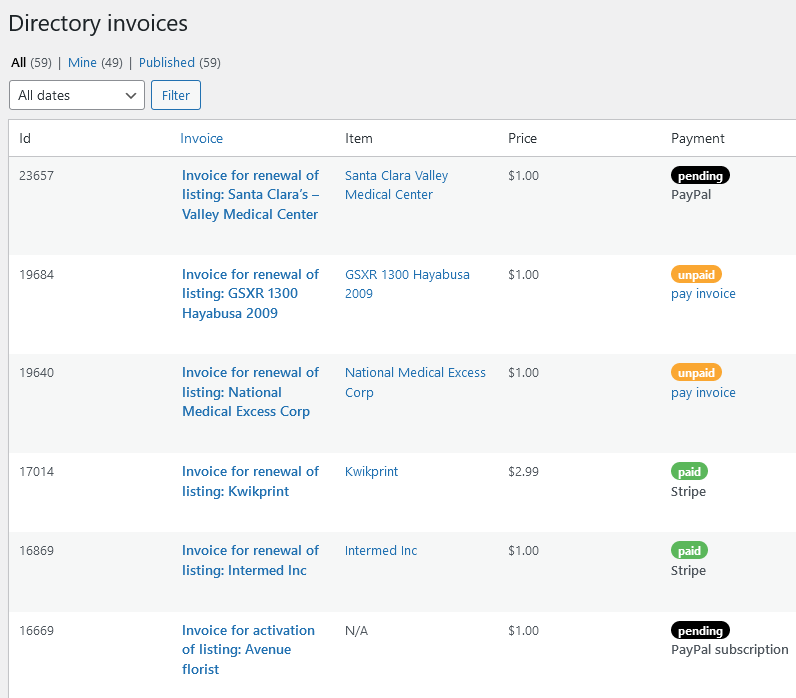 Directory invoices
All (59) | Mine (49) | Published (59)
All dates Filter
Id Invoice Item Price Payment
23657 Invoice for renewal of Santa Clara Valley $1.00 pending
listing: Santa Clara's – Medical Center PayPal
Valley Medical Center
19684 Invoice for renewal of GSXR 1300 Hayabusa $1.00 unpaid
listing: GSXR 1300 2009 pay invoice
Hayabusa 2009
19640 Invoice for renewal of National Medical Excess $1.00 unpaid
listing: National Corp pay invoice
Medical Excess Corp
17014 Invoice for renewal of Kwikprint $2.99 paid
listing: Kwikprint Stripe
16869 Invoice for renewal of Intermed Inc $1.00 paid
listing: Intermed Inc Stripe
16669 Invoice for activation N/A $1.00 pending
of listing: Avenue PayPal subscription
florist